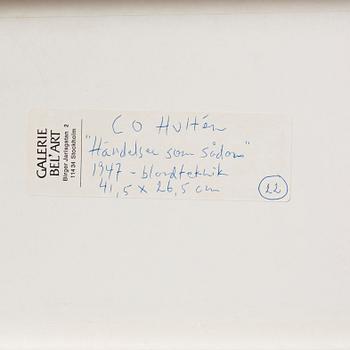 GALERIE
BEL'ART
Birger Jarlsgatan 2
114 34 Stockholm
C O Hultén
"Händelser som sådan"
1947 - blandteknik
41,5 x 26,5 cm
22